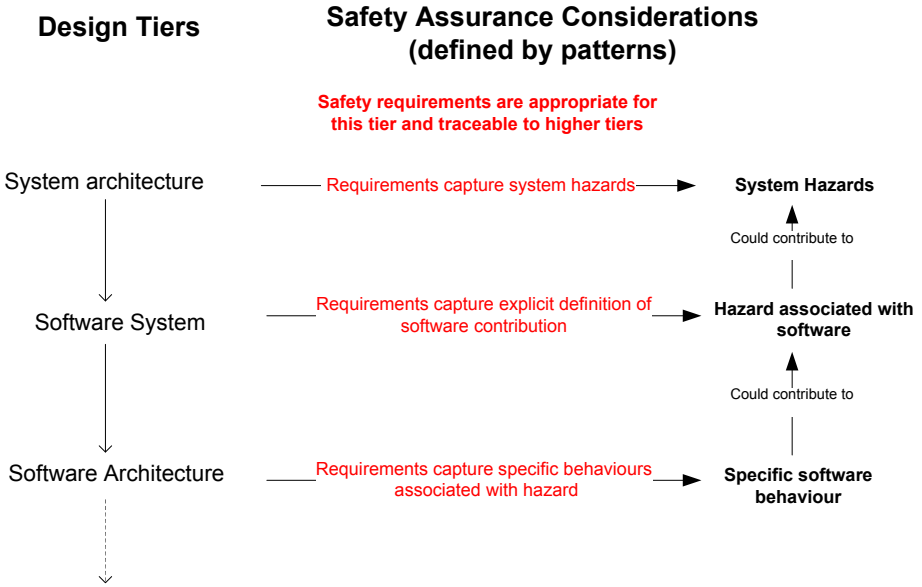 Design Tiers
Safety Assurance Considerations
(defined by patterns)
Safety requirements are appropriate for
this tier and traceable to higher tiers
System architecture
Requirements capture system hazards
System Hazards
Could contribute to
Software System
Requirements capture explicit definition of
software contribution
Hazard associated with
software
Could contribute to
Software Architecture
Requirements capture specific behaviours
associated with hazard
Specific software
behaviour